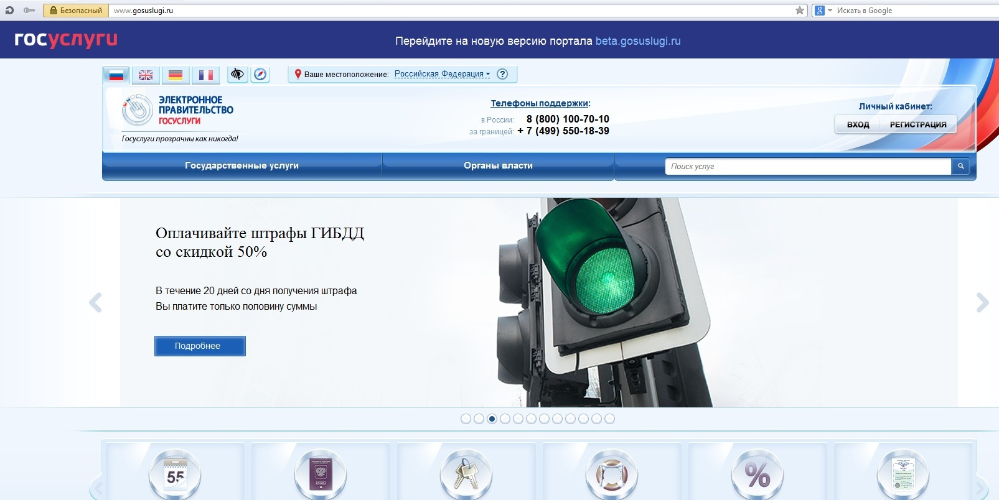 Безопасный
www.gosuslugi.ru
Искать в Google
госуслуги
Перейдите на новую версию портала beta.gosuslugi.ru
Ваше местоположение: Российская Федерация
?
ЭЛЕКТРОННОЕ
ПРАВИТЕЛЬСТВО
ГОСУСЛУГИ
Госуслуги прозрачны как никогда!
Телефоны поддержки:
в России: 8 (800) 100-70-10
за границей: + 7 (499) 550-18-39
Личный кабинет:
ВХОД
РЕГИСТРАЦИЯ
Государственные услуги
Органы власти
Поиск услуг
Оплачивайте штрафы ГИБДД
со скидкой 50%
В течение 20 дней со дня получения штрафа
Вы платите только половину суммы
Подробнее
55
%